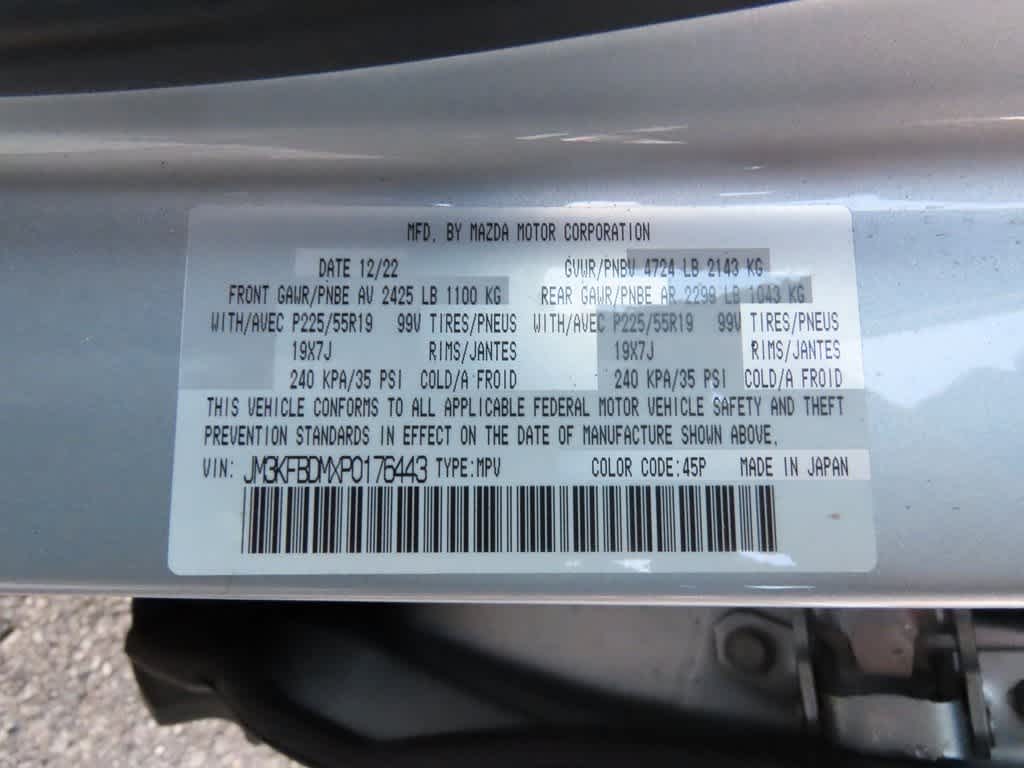 MFD. BY MAZDA MOTOR CORPORATION
DATE 12/22 GVWR/PNBV 4724 LB 2143 KG
FRONT GAWR/PNBE AV 2425 LB 1100 KG REAR GAWR/PNBE AR 2299 LB 1043 KG
WITH/AVEC P225/55R19 99V TIRES/PNEUS WITH/AVEC P225/55R19 99V TIRES/PNEUS
19X7J RIMS/JANTES 19X7J RIMS/JANTES
240 KPA/35 PSI COLD/A FROID 240 KPA/35 PSI COLD/A FROID
THIS VEHICLE CONFORMS TO ALL APPLICABLE FEDERAL MOTOR VEHICLE SAFETY AND THEFT
PREVENTION STANDARDS IN EFFECT ON THE DATE OF MANUFACTURE SHOWN ABOVE.
VIN: JM3KFBDMXP0176443 TYPE:MPV COLOR CODE:45P MADE IN JAPAN